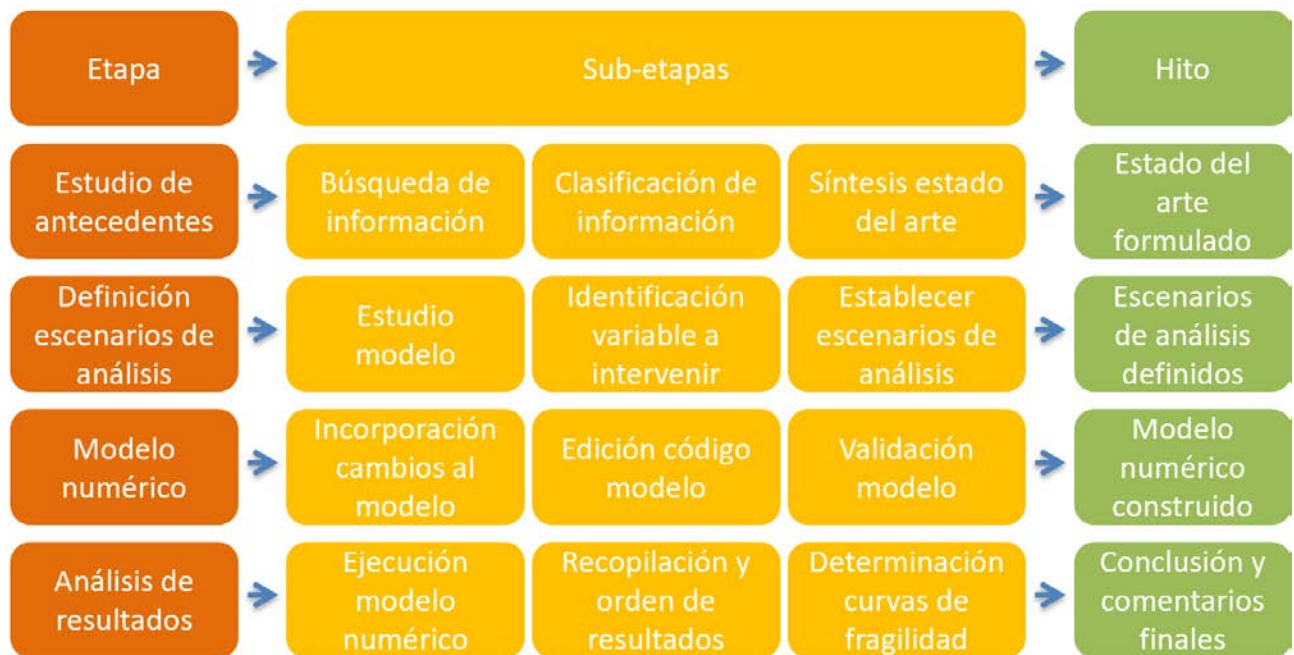 Etapa
Sub-etapas
Hito
Estudio de
antecedentes
Búsqueda de
información
Clasificación de
información
Síntesis estado
del arte
Estado del
arte
formulado
Definición
escenarios de
análisis
Estudio
modelo
Identificación
variable a
intervenir
Establecer
escenarios de
análisis
Escenarios
de análisis
definidos
Modelo
numérico
Incorporación
cambios al
modelo
Edición código
modelo
Validación
modelo
Modelo
numérico
construido
Análisis de
resultados
Ejecución
modelo
numérico
Recopilación y
orden de
resultados
Determinación
curvas de
fragilidad
Conclusión y
comentarios
finales